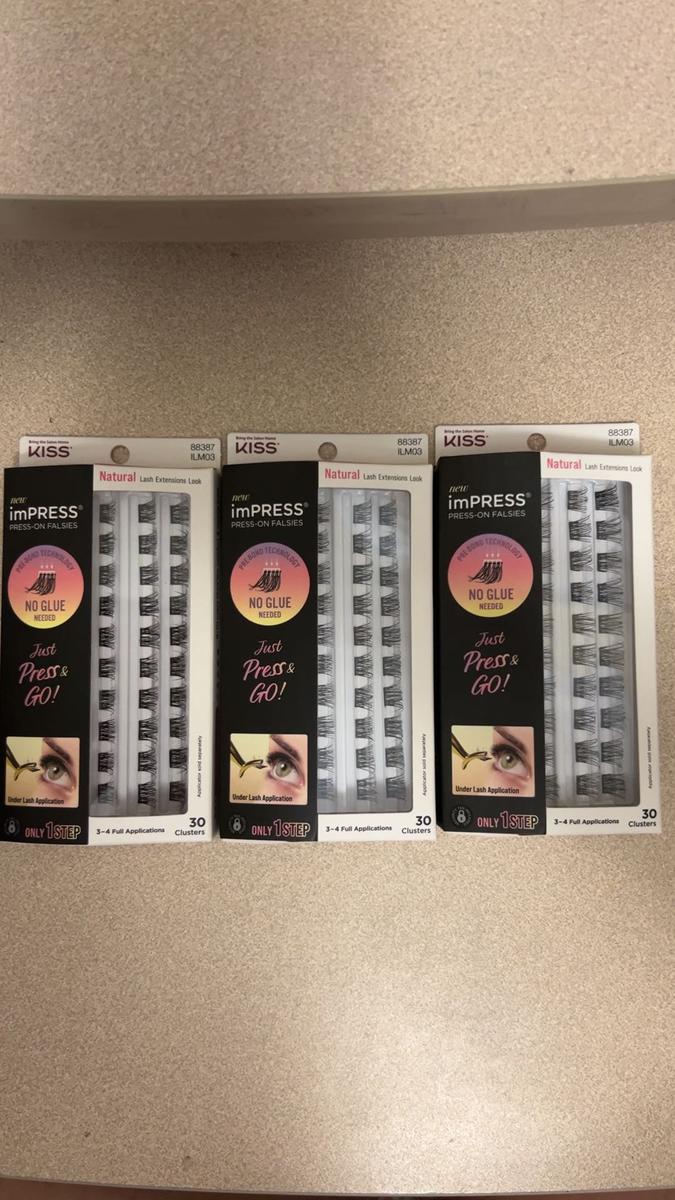 Bring the Salon Home
KISS®
88387
ILM03
Natural Lash Extensions Look
new
imPRESS®
PRESS-ON FALSIES
PRE-BOND TECHNOLOGY
NO GLUE
NEEDED
Just
Press &
GO!
Under Lash Application
Applicator sold separately
ONLY 1 STEP
3-4 Full Applications
30
Clusters
Bring the Salon Home
KISS®
88387
ILM03
Natural Lash Extensions Look
new
imPRESS®
PRESS-ON FALSIES
PRE-BOND TECHNOLOGY
NO GLUE
NEEDED
Just
Press &
GO!
Under Lash Application
Applicator sold separately
ONLY 1 STEP
3-4 Full Applications
30
Clusters
Bring the Salon Home
KISS®
88387
ILM03
Natural Lash Extensions Look
new
imPRESS®
PRESS-ON FALSIES
PRE-BOND TECHNOLOGY
NO GLUE
NEEDED
Just
Press &
GO!
Under Lash Application
Applicator sold separately
ONLY 1 STEP
3-4 Full Applications
30
Clusters